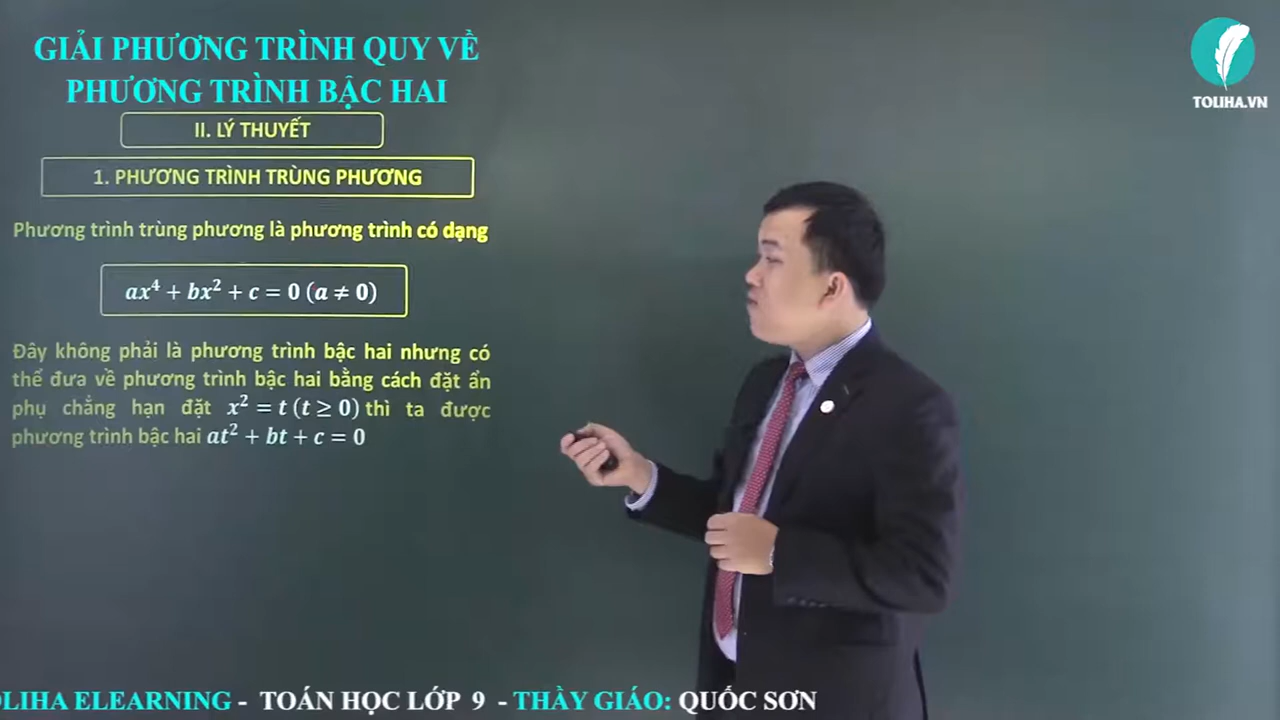 GIẢI PHƯƠNG TRÌNH QUY VỀ
PHƯƠNG TRÌNH BẬC HAI
II. LÝ THUYẾT
1. PHƯƠNG TRÌNH TRÙNG PHƯƠNG
Phương trình trùng phương là phương trình có dạng
ax⁴ + bx² + c = 0 (a ≠ 0)
Đây không phải là phương trình bậc hai nhưng có
thể đưa về phương trình bậc hai bằng cách đặt ẩn
phụ chẳng hạn đặt x² = t (t ≥ 0) thì ta được
phương trình bậc hai at² + bt + c = 0
TOLIHA.VN
OLIHA ELEARNING - TOÁN HỌC LỚP 9 - THẦY GIÁO: QUỐC SƠN